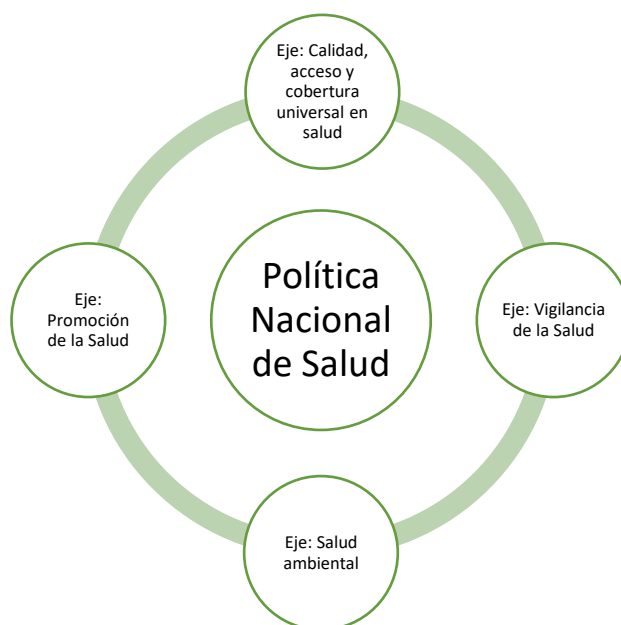 Eje: Calidad,
acceso y
cobertura
universal en
salud
Eje:
Promoción
de la Salud
Política
Nacional
de Salud
Eje: Vigilancia
de la Salud
Eje: Salud
ambiental